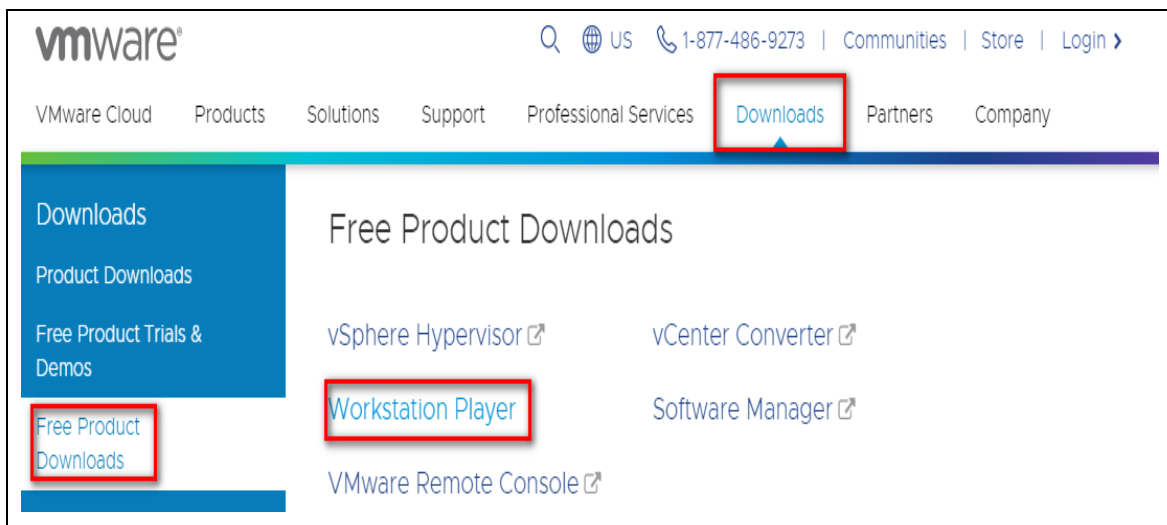 vmware®
US 1-877-486-9273 | Communities | Store | Login >
VMware Cloud Products Solutions Support Professional Services Downloads Partners Company
Downloads
Product Downloads
Free Product Trials &
Demos
Free Product
Downloads
Free Product Downloads
vSphere Hypervisor vCenter Converter
Workstation Player Software Manager
VMware Remote Console